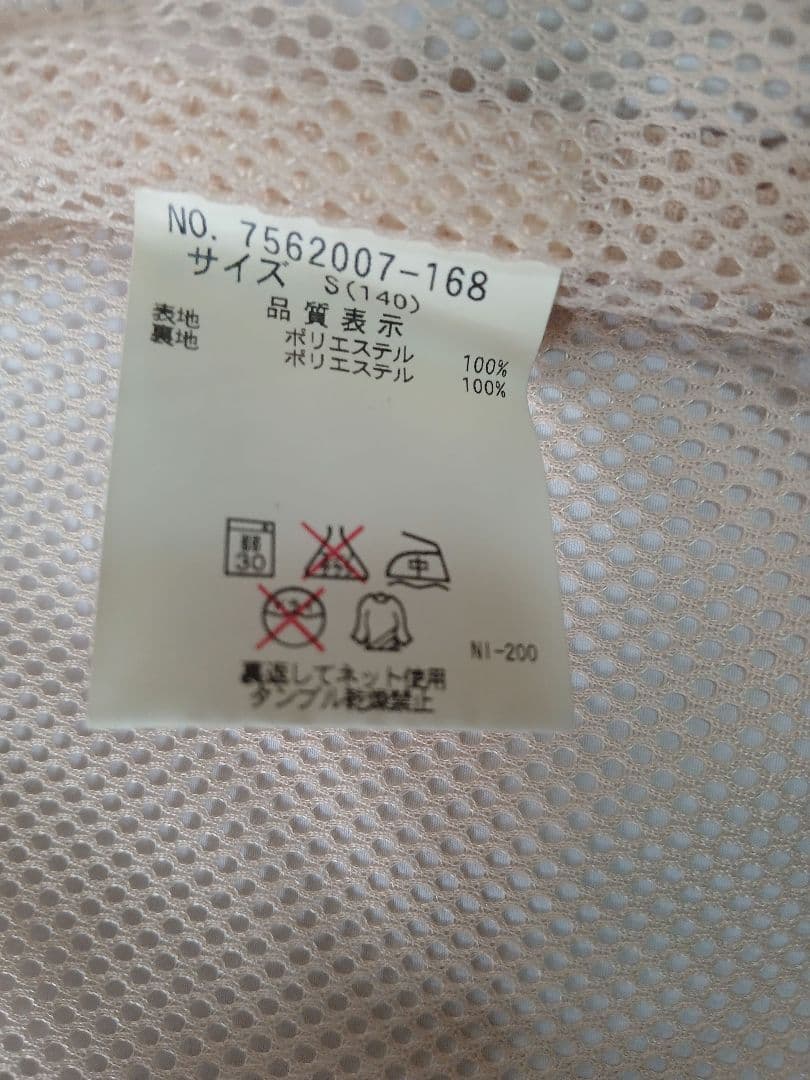 NO. 7562007-168
サイズ S(140)
品質表示
表地 ポリエステル 100%
裏地 ポリエステル 100%
30
中
NI-200
裏返してネット使用
タンブル乾燥禁止